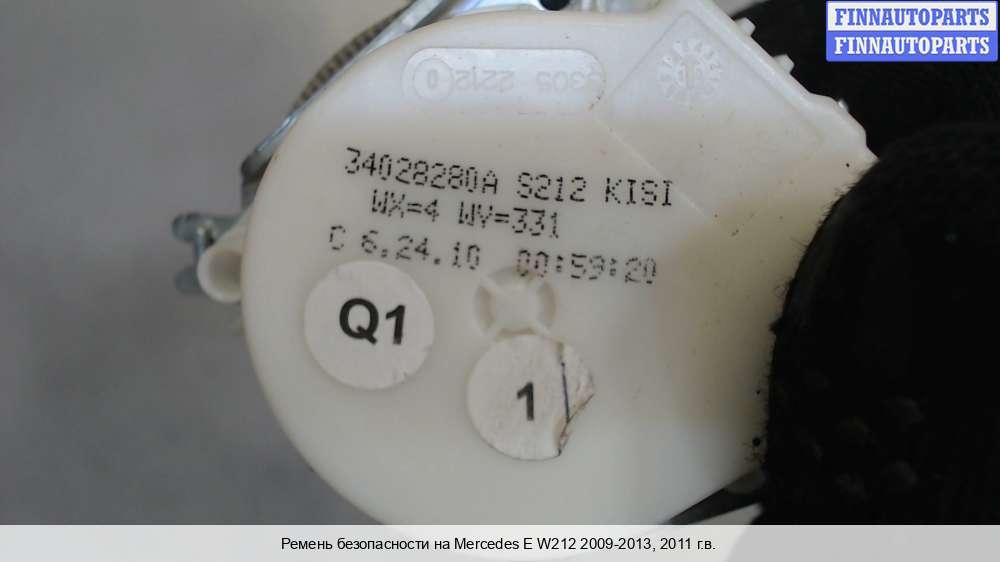 FINNAUTOPARTS
FINNAUTOPARTS
34028280A S212 KISI
WX=4 WY=331
C 6.24.10 00:59:20
Q1
1
Ремень безопасности на Mercedes E W212 2009-2013, 2011 г.в.